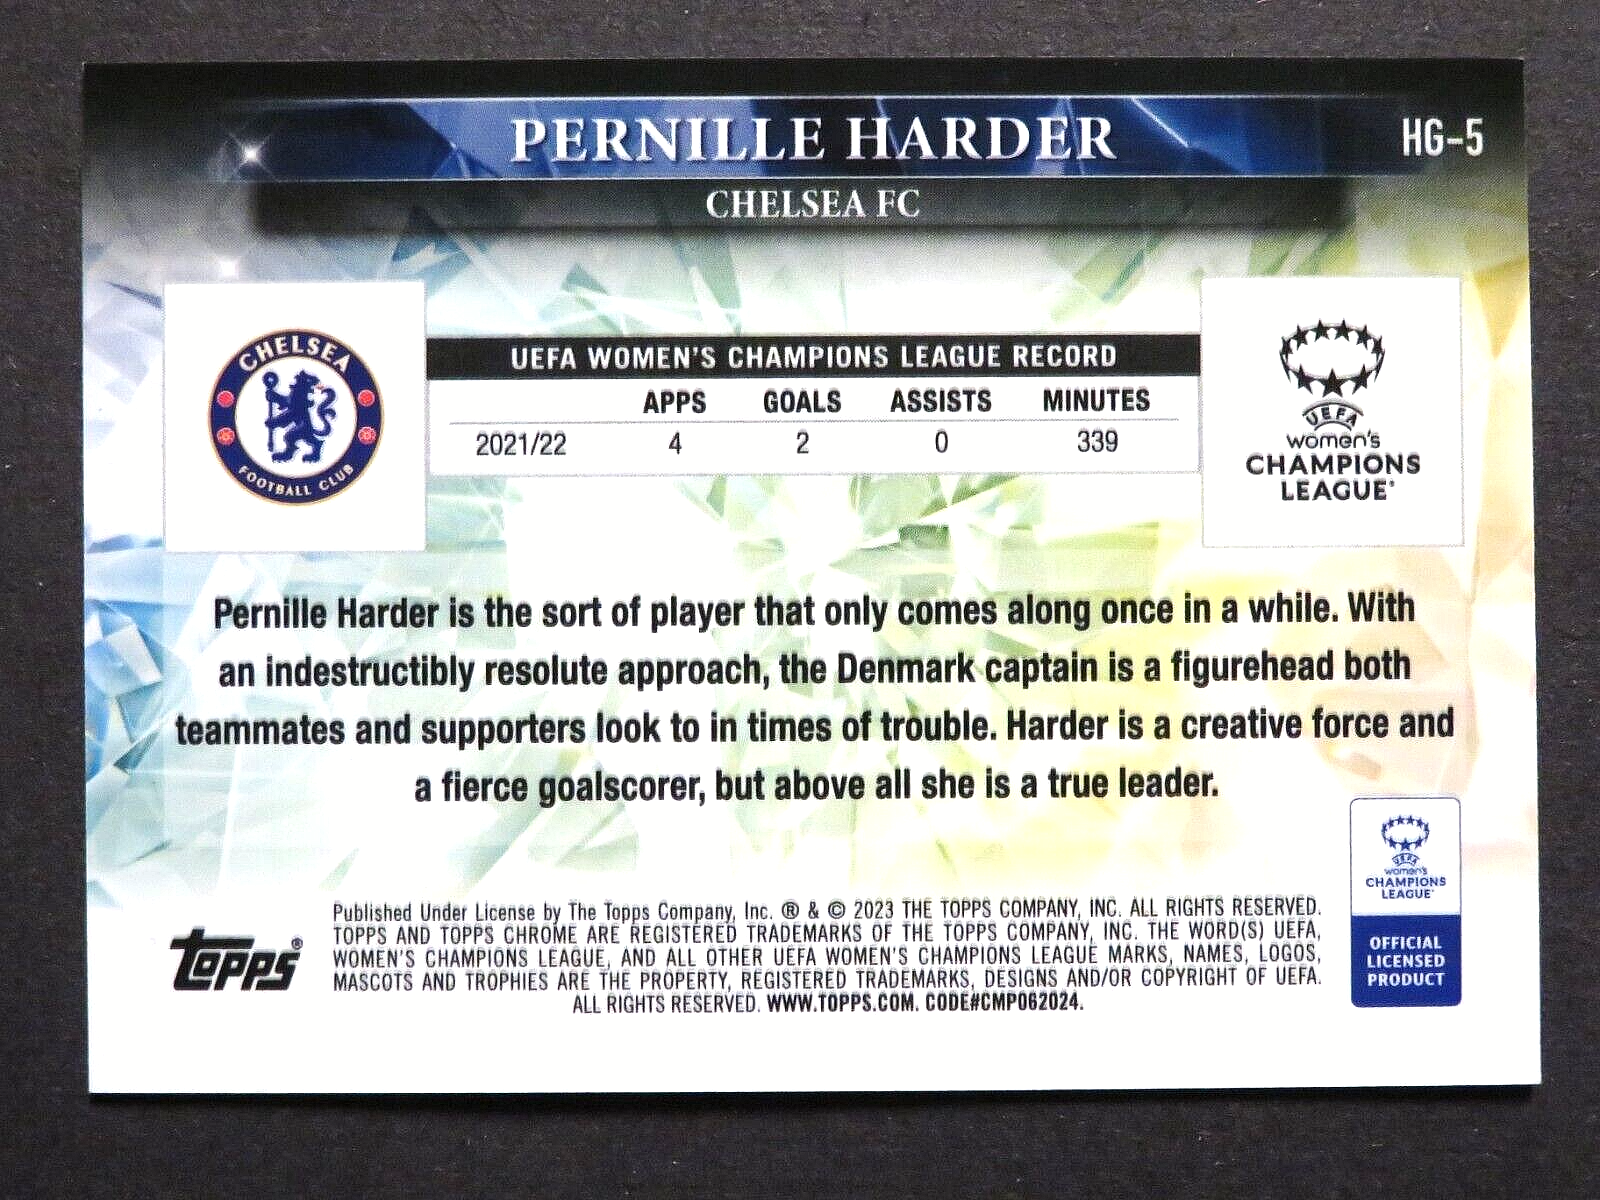 PERNILLE HARDER
HG-5
CHELSEA FC
CHELSEA
FOOTBALL CLUB
UEFA WOMEN'S CHAMPIONS LEAGUE RECORD
APPS GOALS ASSISTS MINUTES
2021/22 4 2 0 339
UEFA
women's
CHAMPIONS
LEAGUE
Pernille Harder is the sort of player that only comes along once in a while. With
an indestructibly resolute approach, the Denmark captain is a figurehead both
teammates and supporters look to in times of trouble. Harder is a creative force and
a fierce goalscorer, but above all she is a true leader.
UEFA
women's
CHAMPIONS
LEAGUE
OFFICIAL
LICENSED
PRODUCT
Topps®
Published Under License by The Topps Company, Inc. ® & © 2023 THE TOPPS COMPANY, INC. ALL RIGHTS RESERVED.
TOPPS AND TOPPS CHROME ARE REGISTERED TRADEMARKS OF THE TOPPS COMPANY, INC. THE WORD(S) UEFA,
WOMEN'S CHAMPIONS LEAGUE, AND ALL OTHER UEFA WOMEN'S CHAMPIONS LEAGUE MARKS, NAMES, LOGOS,
MASCOTS AND TROPHIES ARE THE PROPERTY, REGISTERED TRADEMARKS, DESIGNS AND/OR COPYRIGHT OF UEFA.
ALL RIGHTS RESERVED. WWW.TOPPS.COM. CODE#CMP062024.